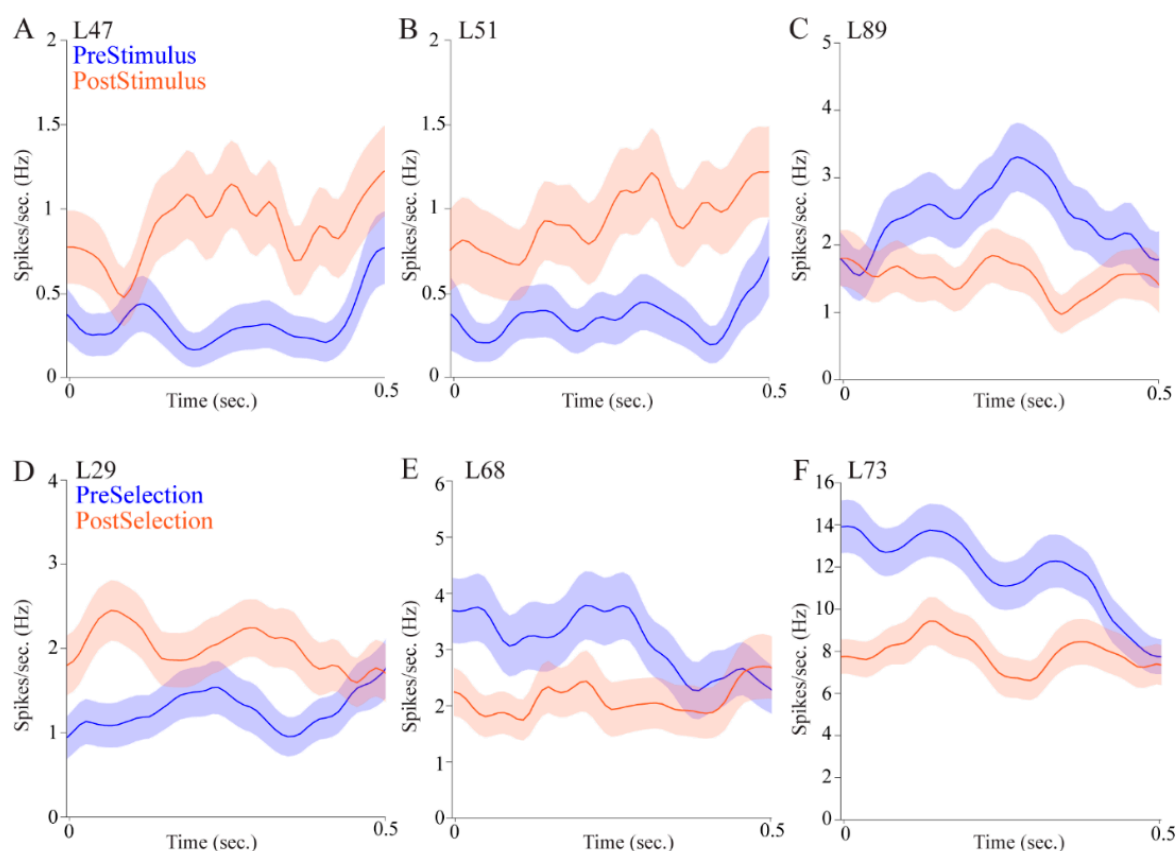 A L47
PreStimulus
PostStimulus
Spikes/sec. (Hz)
2
1.5
1
0.5
0
0 0.5
Time (sec.)
B L51
Spikes/sec. (Hz)
2
1.5
1
0.5
0
0 0.5
Time (sec.)
C L89
Spikes/sec. (Hz)
5
4
3
2
1
0
0 0.5
Time (sec.)
D L29
PreSelection
PostSelection
Spikes/sec. (Hz)
4
3
2
1
0
0 0.5
Time (sec.)
E L68
Spikes/sec. (Hz)
6
5
4
3
2
1
0
0 0.5
Time (sec.)
F L73
Spikes/sec. (Hz)
16
14
12
10
8
6
4
2
0
0 0.5
Time (sec.)